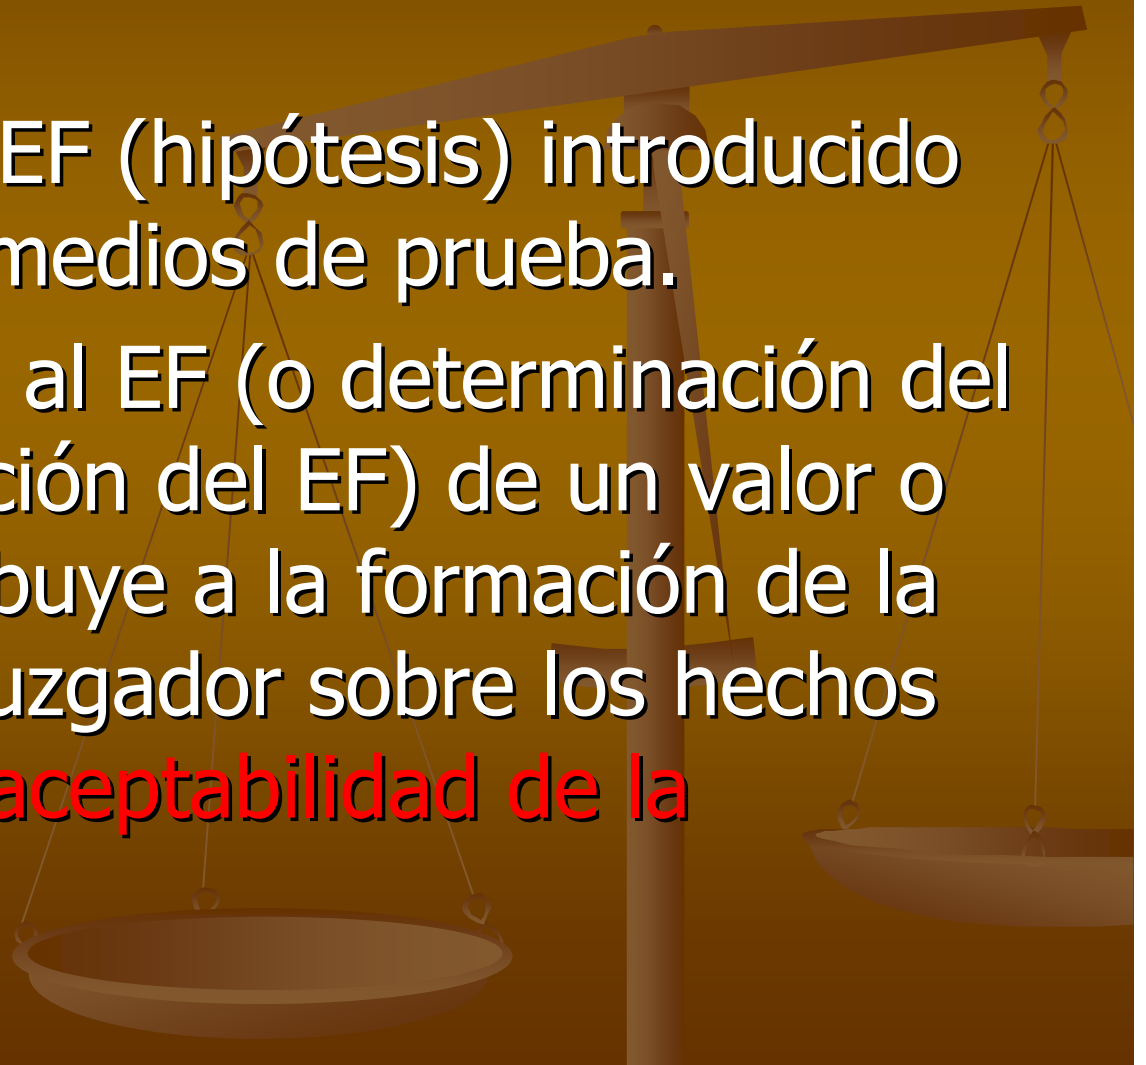 EF (hipótesis) introducido
medios de prueba.
al EF (o determinación del
ción del EF) de un valor o
buye a la formación de la
uzgador sobre los hechos
aceptabilidad de la